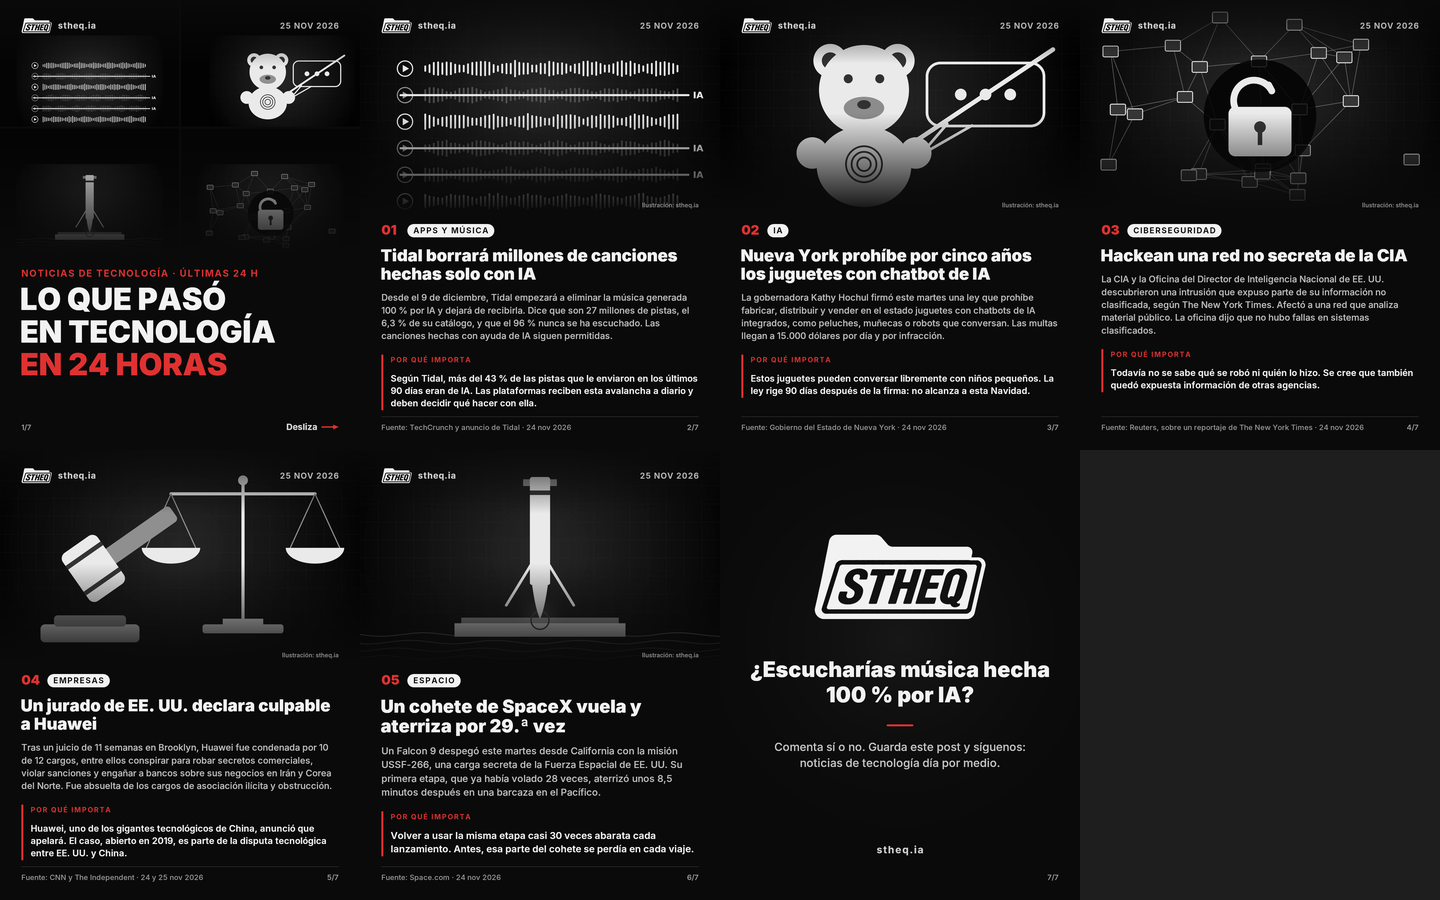 STHEQ stheq.ia
25 NOV 2026
IA
IA
IA
NOTICIAS DE TECNOLOGÍA · ÚLTIMAS 24 H
LO QUE PASÓ
EN TECNOLOGÍA
EN 24 HORAS
1/7
Desliza
STHEQ stheq.ia
25 NOV 2026
IA
IA
IA
Ilustración: stheq.ia
01 APPS Y MÚSICA
Tidal borrará millones de canciones
hechas solo con IA
Desde el 9 de diciembre, Tidal empezará a eliminar la música generada
100 % por IA y dejará de recibirla. Dice que son 27 millones de pistas, el
6,3 % de su catálogo, y que el 96 % nunca se ha escuchado. Las
canciones hechas con ayuda de IA siguen permitidas.
POR QUÉ IMPORTA
Según Tidal, más del 43 % de las pistas que le enviaron en los últimos
90 días eran de IA. Las plataformas reciben esta avalancha a diario y
deben decidir qué hacer con ella.
Fuente: TechCrunch y anuncio de Tidal · 24 nov 2026
2/7
STHEQ stheq.ia
25 NOV 2026
Ilustración: stheq.ia
02 IA
Nueva York prohíbe por cinco años
los juguetes con chatbot de IA
La gobernadora Kathy Hochul firmó este martes una ley que prohíbe
fabricar, distribuir y vender en el estado juguetes con chatbots de IA
integrados, como peluches, muñecas o robots que conversan. Las multas
llegan a 15.000 dólares por día y por infracción.
POR QUÉ IMPORTA
Estos juguetes pueden conversar libremente con niños pequeños. La
ley rige 90 días después de la firma: no alcanza a esta Navidad.
Fuente: Gobierno del Estado de Nueva York · 24 nov 2026
3/7
STHEQ stheq.ia
25 NOV 2026
Ilustración: stheq.ia
03 CIBERSEGURIDAD
Hackean una red no secreta de la CIA
La CIA y la Oficina del Director de Inteligencia Nacional de EE. UU.
descubrieron una intrusión que expuso parte de su información no
clasificada, según The New York Times. Afectó a una red que analiza
material público. La oficina dijo que no hubo fallas en sistemas
clasificados.
POR QUÉ IMPORTA
Todavía no se sabe qué se robó ni quién lo hizo. Se cree que también
quedó expuesta información de otras agencias.
Fuente: Reuters, sobre un reportaje de The New York Times · 24 nov 2026
4/7
STHEQ stheq.ia
25 NOV 2026
Ilustración: stheq.ia
04 EMPRESAS
Un jurado de EE. UU. declara culpable
a Huawei
Tras un juicio de 11 semanas en Brooklyn, Huawei fue condenada por 10
de 12 cargos, entre ellos conspirar para robar secretos comerciales,
violar sanciones y engañar a bancos sobre sus negocios en Irán y Corea
del Norte. Fue absuelta de los cargos de asociación ilícita y obstrucción.
POR QUÉ IMPORTA
Huawei, uno de los gigantes tecnológicos de China, anunció que
apelará. El caso, abierto en 2019, es parte de la disputa tecnológica
entre EE. UU. y China.
Fuente: CNN y The Independent · 24 y 25 nov 2026
5/7
STHEQ stheq.ia
25 NOV 2026
Ilustración: stheq.ia
05 ESPACIO
Un cohete de SpaceX vuela y
aterriza por 29.ª vez
Un Falcon 9 despegó este martes desde California con la misión
USSF-266, una carga secreta de la Fuerza Espacial de EE. UU. Su
primera etapa, que ya había volado 28 veces, aterrizó unos 8,5
minutos después en una barcaza en el Pacífico.
POR QUÉ IMPORTA
Volver a usar la misma etapa casi 30 veces abarata cada
lanzamiento. Antes, esa parte del cohete se perdía en cada viaje.
Fuente: Space.com · 24 nov 2026
6/7
STHEQ
¿Escucharías música hecha
100 % por IA?
Comenta sí o no. Guarda este post y síguenos:
noticias de tecnología día por medio.
stheq.ia
7/7